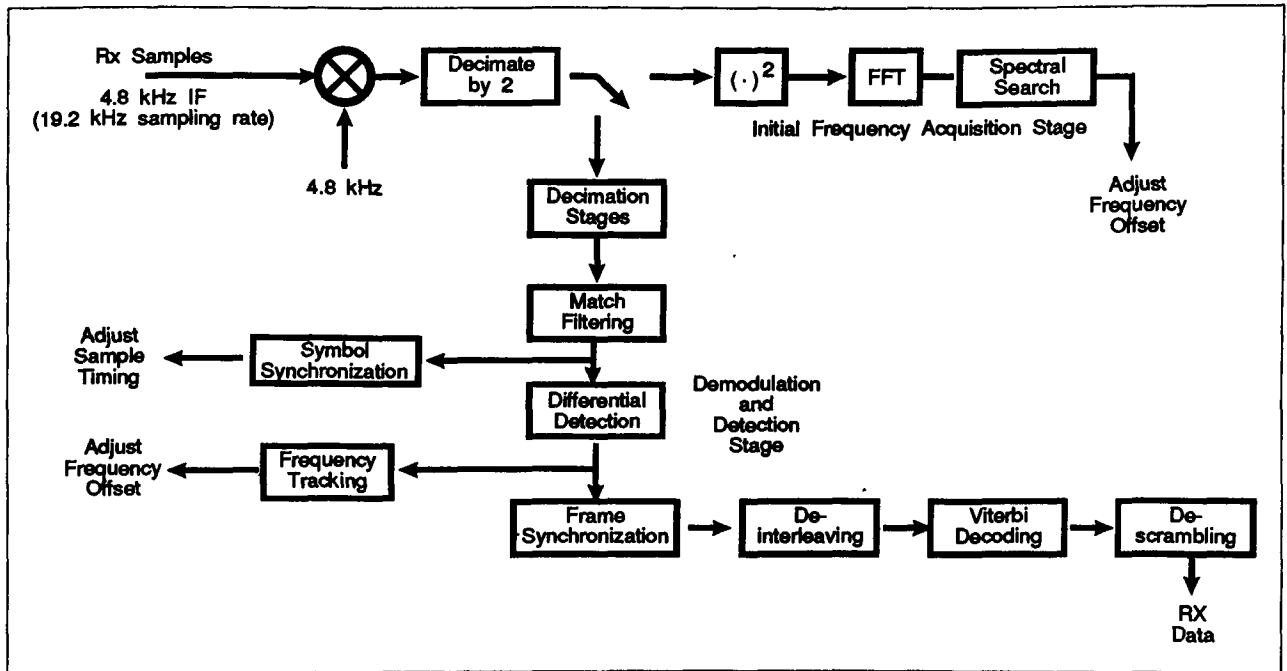 Rx Samples
4.8 kHz IF
(19.2 kHz sampling rate)
4.8 kHz
Decimate
by 2
(·)²
FFT
Spectral
Search
Initial Frequency Acquisition Stage
Adjust
Frequency
Offset
Decimation
Stages
Match
Filtering
Adjust
Sample
Timing
Symbol
Synchronization
Differential
Detection
Demodulation
and
Detection
Stage
Adjust
Frequency
Offset
Frequency
Tracking
Frame
Synchronization
De-
interleaving
Viterbi
Decoding
De-
scrambling
RX
Data